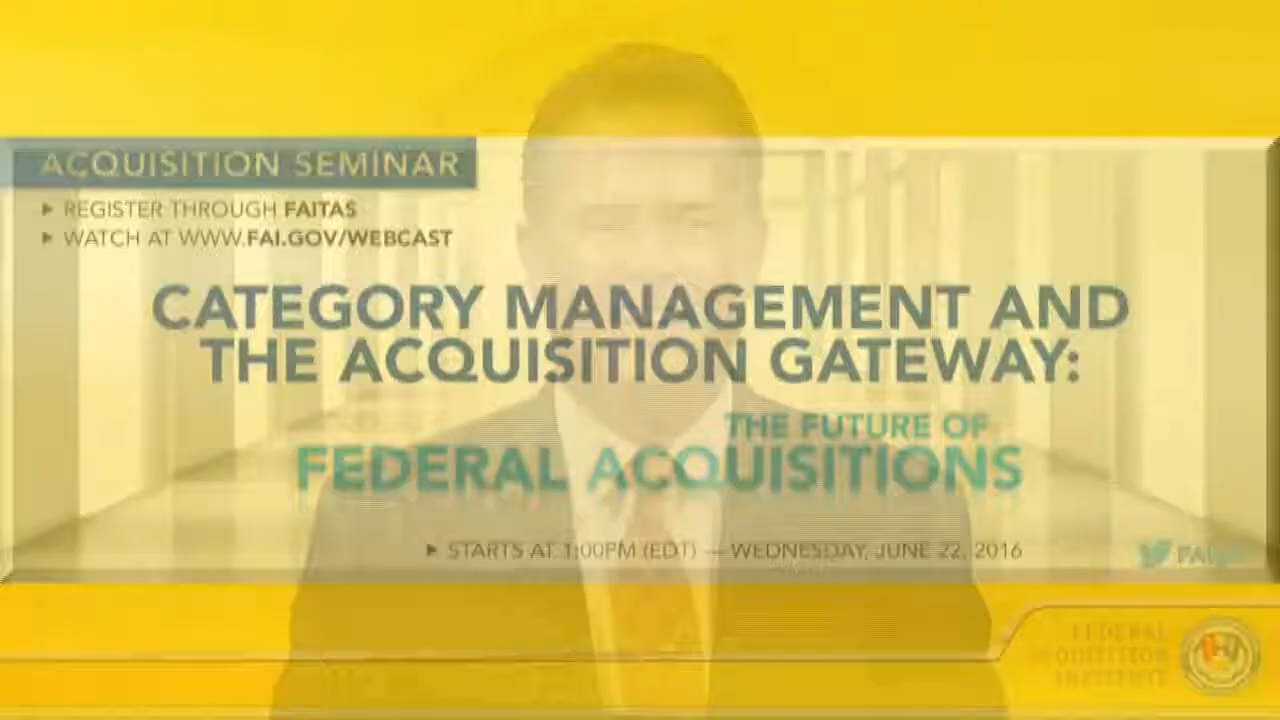 ACQUISITION SEMINAR
▶ REGISTER THROUGH FAITAS
▶ WATCH AT WWW.FAI.GOV/WEBCAST
CATEGORY MANAGEMENT AND
THE ACQUISITION GATEWAY:
THE FUTURE OF
FEDERAL ACQUISITIONS
▶ STARTS AT 1:00PM (EDT) — WEDNESDAY, JUNE 22, 2016
FEDERAL
ACQUISITION
INSTITUTE